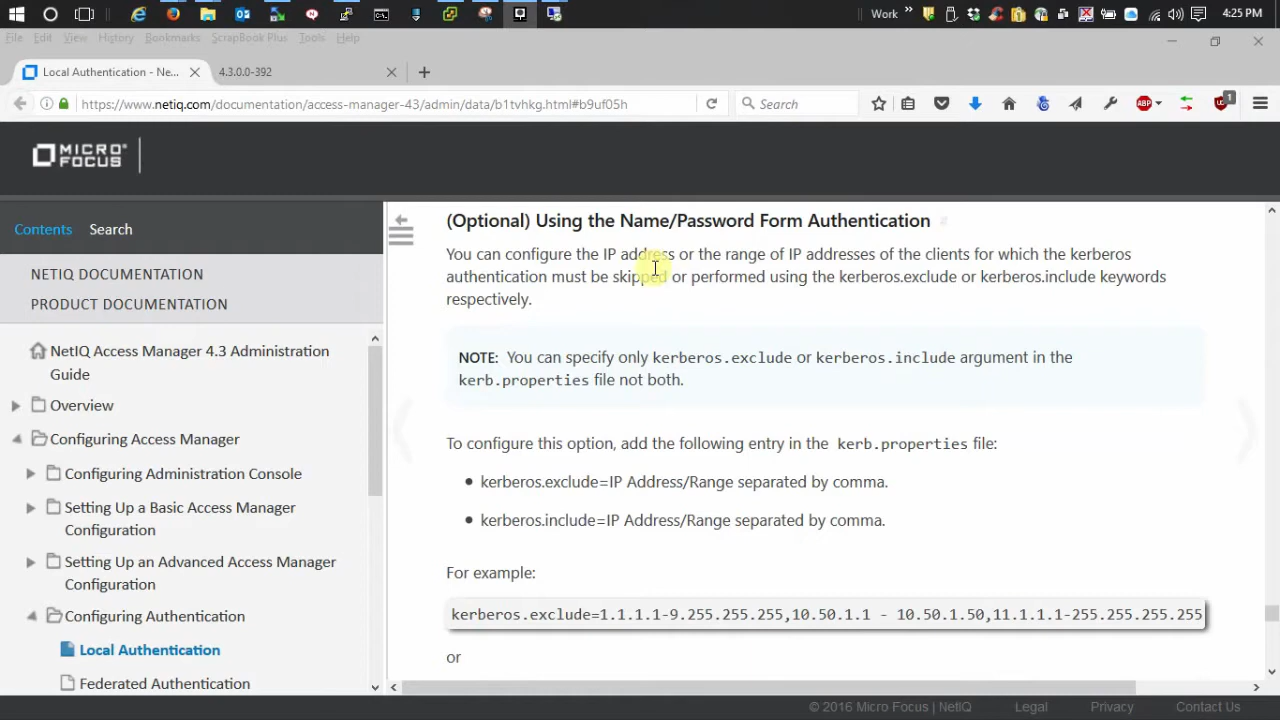 Work
4:25 PM
File Edit View History Bookmarks ScrapBook Plus Tools Help
Local Authentication - Ne...
4.3.0.0-392
https://www.netiq.com/documentation/access-manager-43/admin/data/b1tvhkg.html#b9uf05h
Search
ABP
1
MICRO
FOCUS
Contents
Search
NETIQ DOCUMENTATION
PRODUCT DOCUMENTATION
NetIQ Access Manager 4.3 Administration
Guide
Overview
Configuring Access Manager
Configuring Administration Console
Setting Up a Basic Access Manager
Configuration
Setting Up an Advanced Access Manager
Configuration
Configuring Authentication
Local Authentication
Federated Authentication
(Optional) Using the Name/Password Form Authentication
You can configure the IP address or the range of IP addresses of the clients for which the kerberos
authentication must be skipped or performed using the kerberos.exclude or kerberos.include keywords
respectively.
NOTE: You can specify only kerberos.exclude or kerberos.include argument in the
kerb.properties file not both.
To configure this option, add the following entry in the kerb.properties file:
kerberos.exclude=IP Address/Range separated by comma.
kerberos.include=IP Address/Range separated by comma.
For example:
kerberos.exclude=1.1.1.1-9.255.255.255,10.50.1.1 - 10.50.1.50,11.1.1.1-255.255.255.255
or
© 2016 Micro Focus | NetIQ Legal Privacy Contact Us